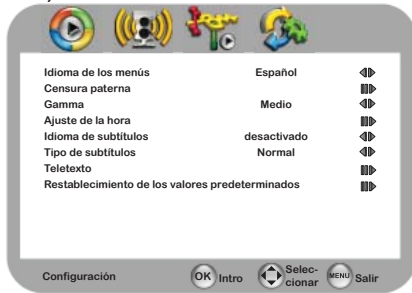 Idioma de los menús Español
Censura paterna
Gamma Medio
Ajuste de la hora
Idioma de subtítulos desactivado
Tipo de subtítulos Normal
Teletexto
Restablecimiento de los valores predeterminados
Configuración OK Intro Selec-
cionar MENU Salir